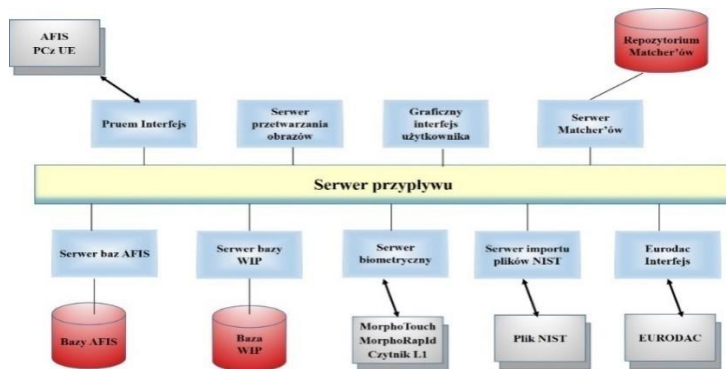 AFIS
PCz UE
Repozytorium
Matcher'ów
Pruem Interfejs
Serwer
przetwarzania
obrazów
Graficzny
interfejs
użytkownika
Serwer
Matcher'ów
Serwer przypływu
Serwer baz AFIS
Serwer bazy
WIP
Serwer
biometryczny
Serwer importu
plików NIST
Eurodac
Interfejs
Bazy AFIS
Baza
WIP
MorphoTouch
MorphoRapId
Czytnik L1
Plik NIST
EURODAC